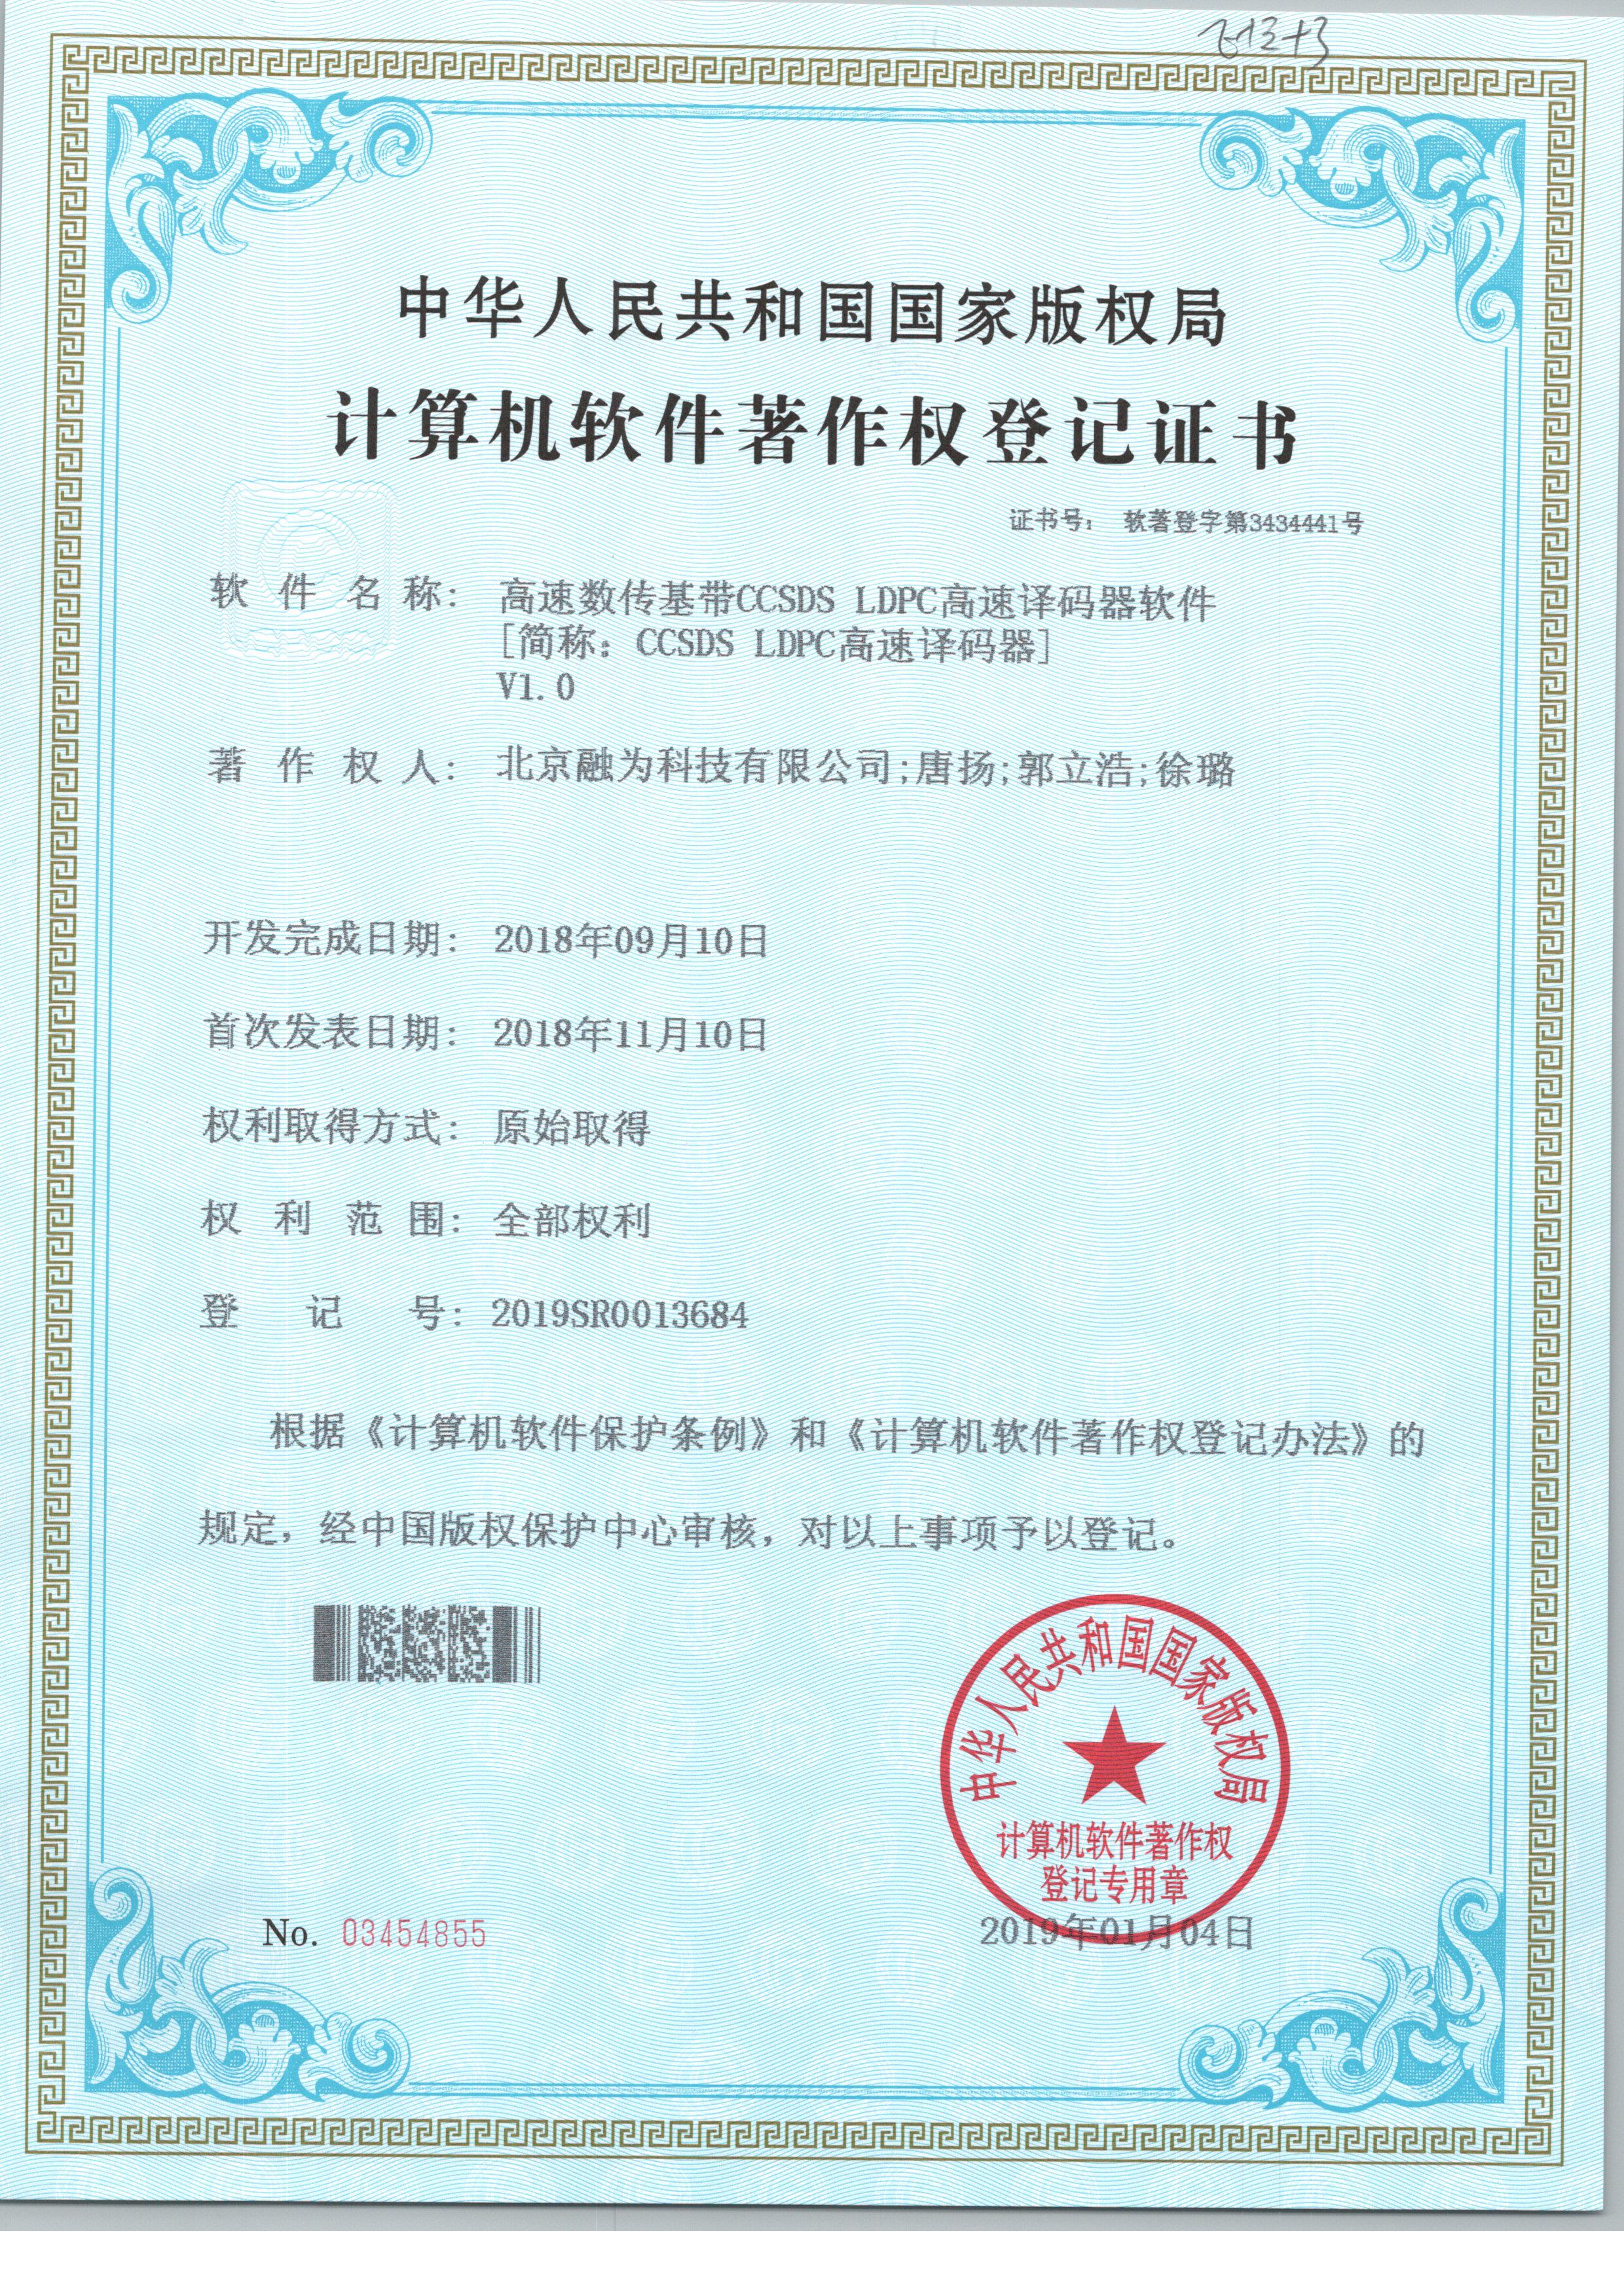 中华人民共和国国家版权局
计算机软件著作权登记证书
证书号： 软著登字第3434441号
软件名称： 高速数传基带CCSDS LDPC高速译码器软件
[简称：CCSDS LDPC高速译码器]
V1.0
著作权人： 北京融为科技有限公司;唐扬;郭立浩;徐璐
开发完成日期： 2018年09月10日
首次发表日期： 2018年11月10日
权利取得方式： 原始取得
权利范围： 全部权利
登记号： 2019SR0013684
根据《计算机软件保护条例》和《计算机软件著作权登记办法》的
规定，经中国版权保护中心审核，对以上事项予以登记。
中华人民共和国国家版权局
计算机软件著作权
登记专用章
No. 03454855
2019年01月04日